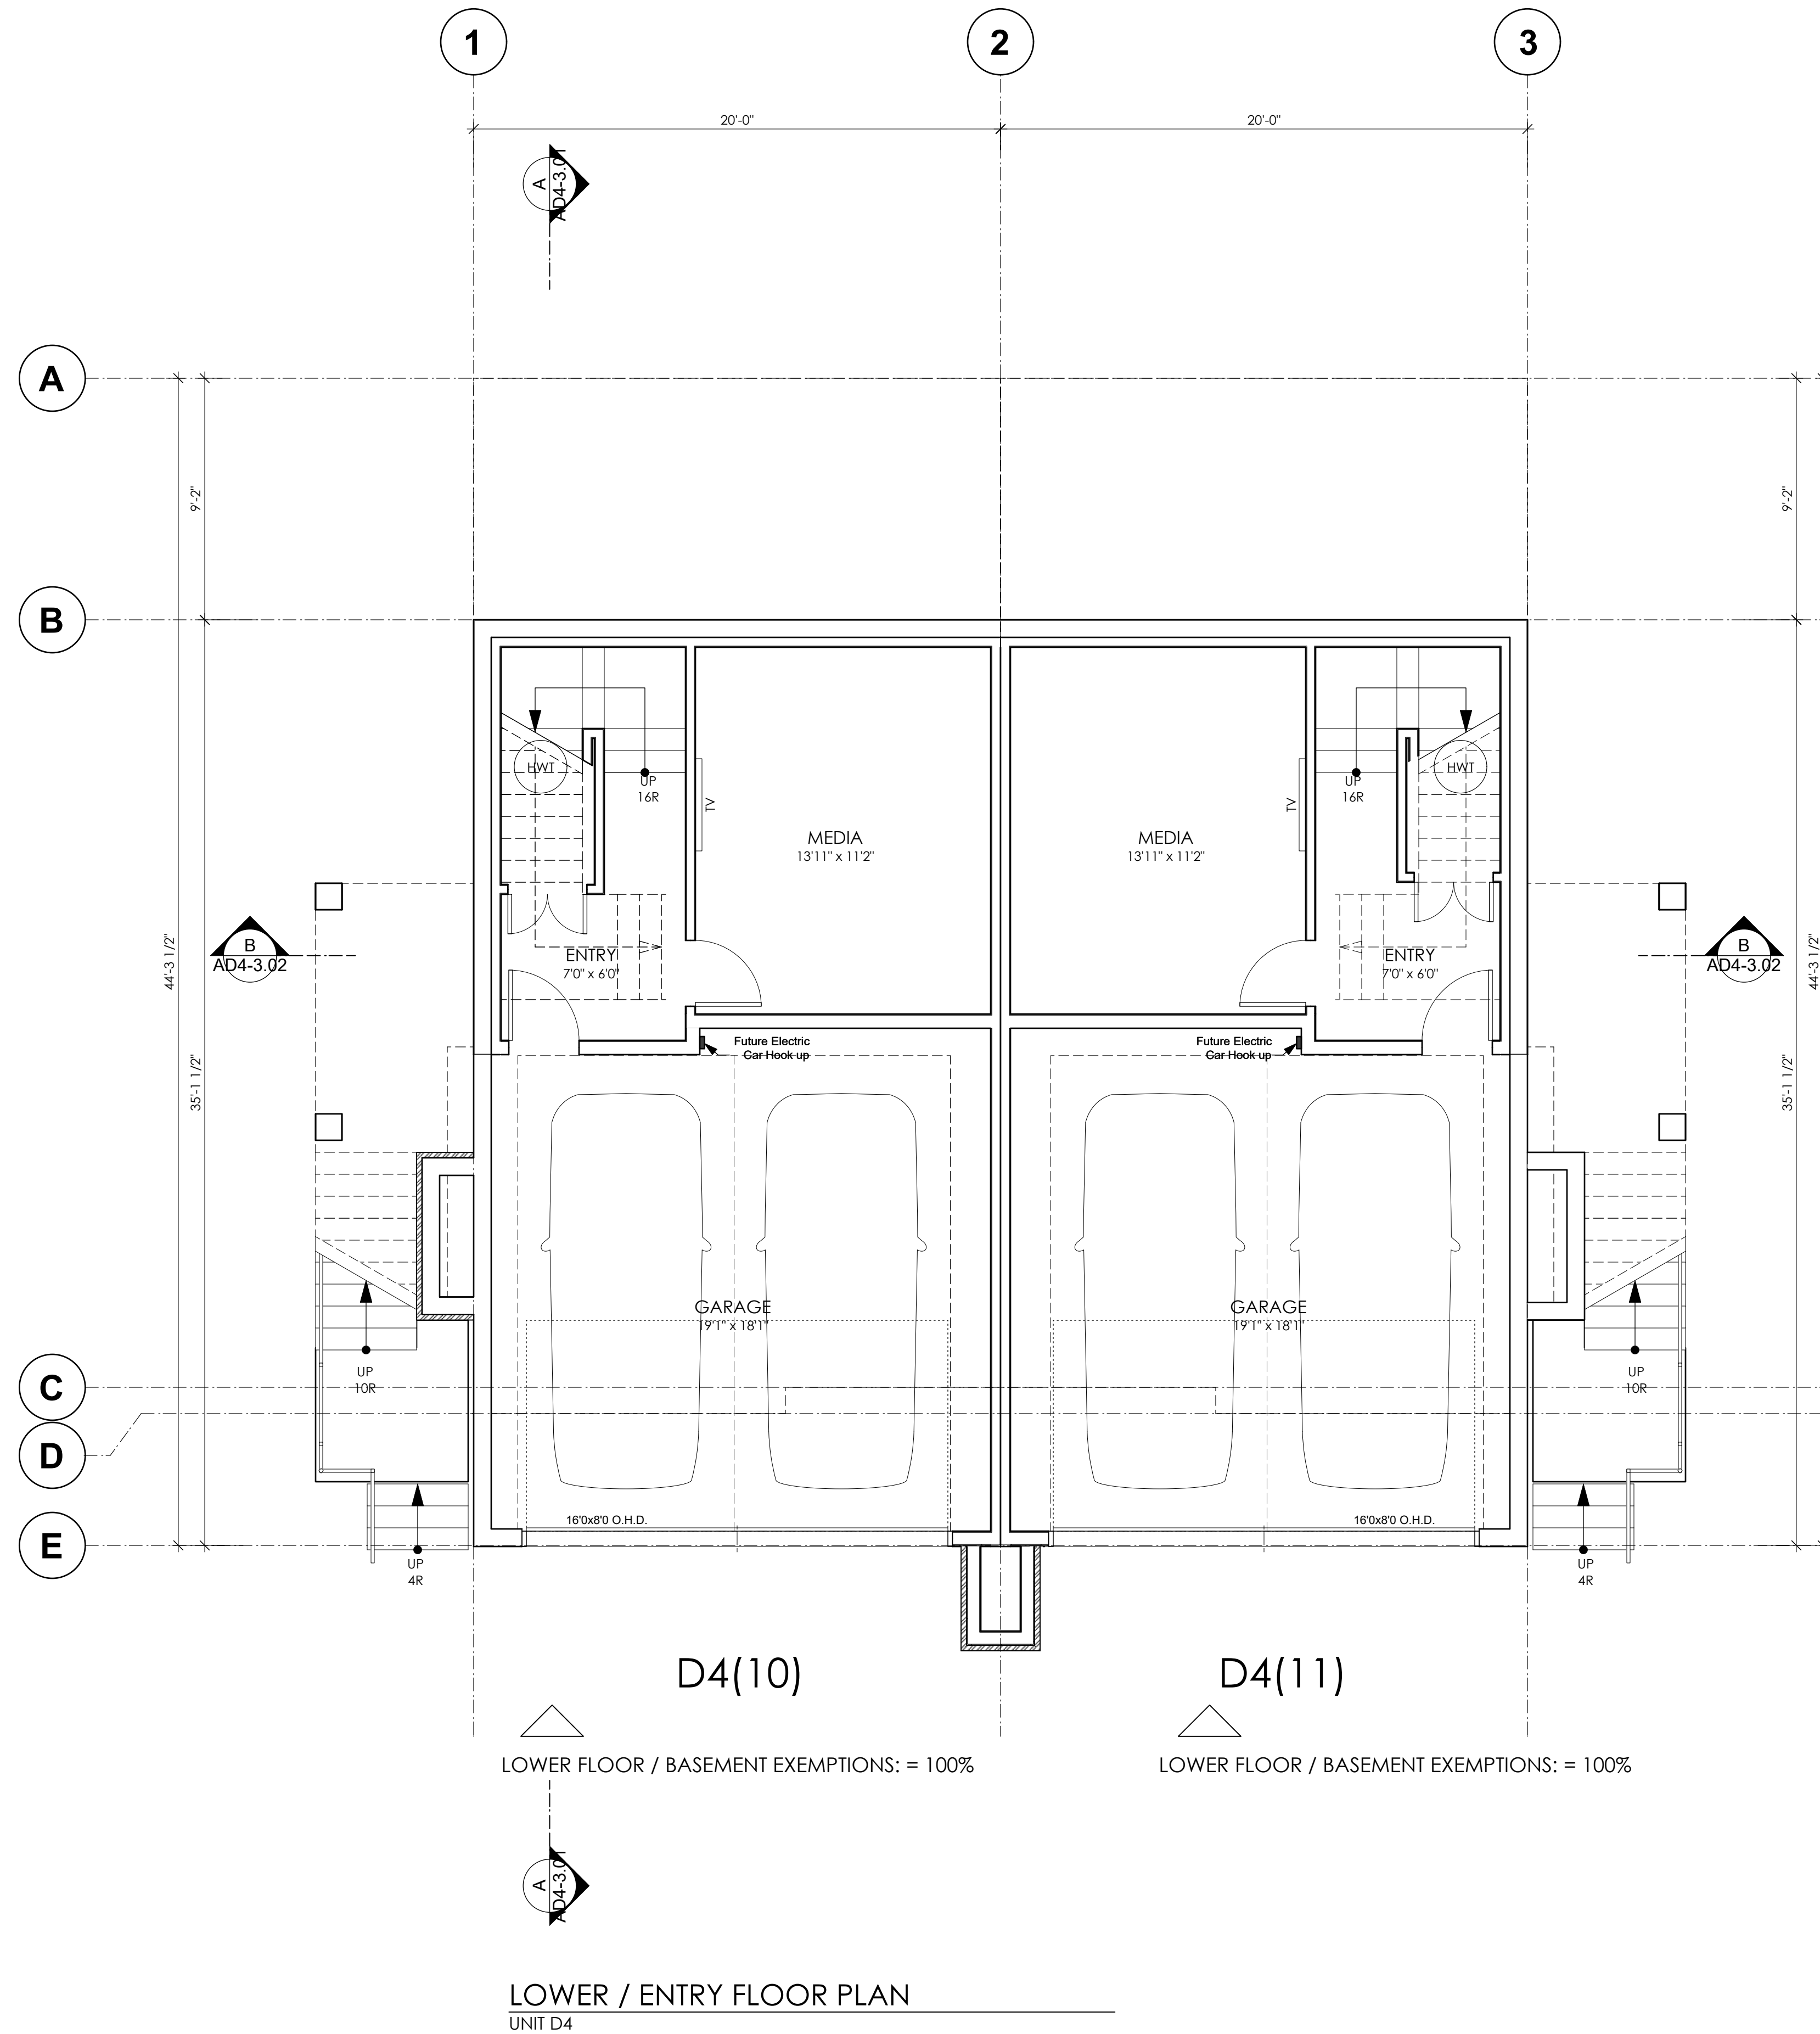 1
2
3
20'-0"
20'-0"
A
AD4-3.01
A
9'-2"
9'-2"
B
HWT
UP
16R
TV
MEDIA
13'11" x 11'2"
MEDIA
13'11" x 11'2"
TV
UP
16R
HWT
44'-3 1/2"
B
AD4-3.02
ENTRY
7'0" x 6'0"
ENTRY
7'0" x 6'0"
B
AD4-3.02
44'-3 1/2"
35'-1 1/2"
Future Electric
Car Hook up
Future Electric
Car Hook up
35'-1 1/2"
GARAGE
19'1" x 18'1"
GARAGE
19'1" x 18'1"
C
UP
10R
UP
10R
D
E
16'0x8'0 O.H.D.
16'0x8'0 O.H.D.
UP
4R
UP
4R
D4(10)
D4(11)
LOWER FLOOR / BASEMENT EXEMPTIONS: = 100%
LOWER FLOOR / BASEMENT EXEMPTIONS: = 100%
A
AD4-3.01
LOWER / ENTRY FLOOR PLAN
UNIT D4